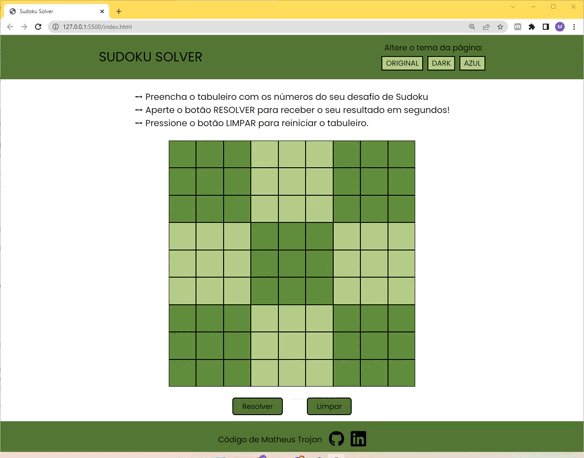 Sudoku Solver
127.0.0.1:5500/index.html
M
SUDOKU SOLVER
Altere o tema da página:
ORIGINAL DARK AZUL
⟷ Preencha o tabuleiro com os números do seu desafio de Sudoku
⟷ Aperte o botão RESOLVER para receber o seu resultado em segundos!
⟷ Pressione o botão LIMPAR para reiniciar o tabuleiro.
Resolver Limpar
Código de Matheus Trojan
in